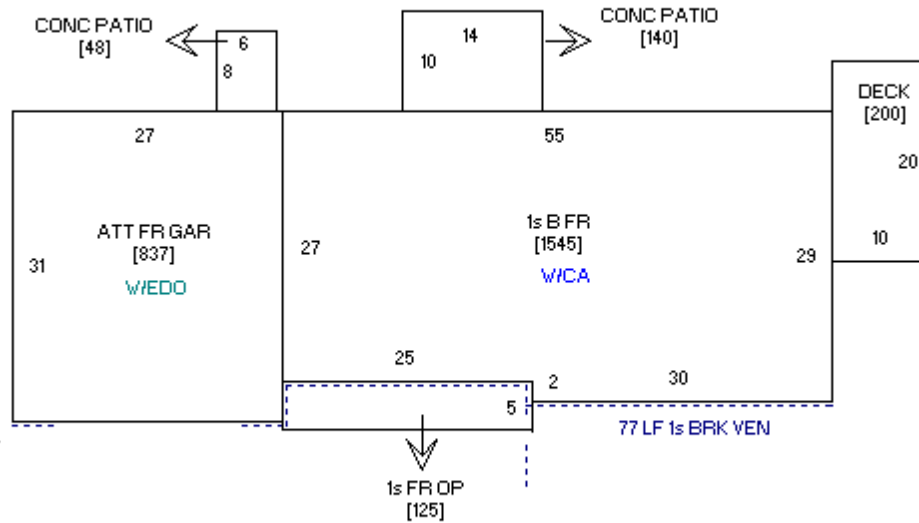 CONC PATIO
[48]
6
8
14
10
CONC PATIO
[140]
DECK
[200]
20
10
27
ATT FR GAR
[837]
W/EDO
31
55
1s B FR
[1545]
W/CA
27
29
25
2
30
5
77 LF 1s BRK VEN
1s FR OP
[125]